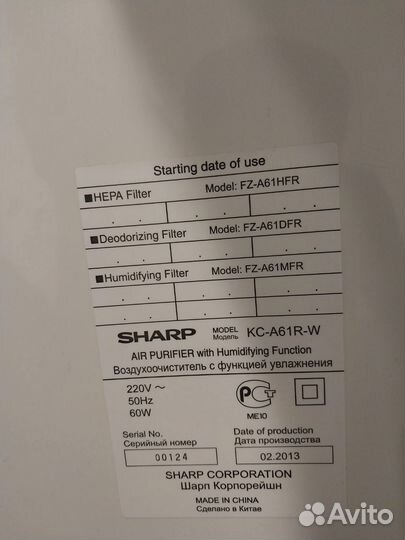 Starting date of use
■HEPA Filter Model: FZ-A61HFR
. . . . . .
■Deodorizing Filter Model: FZ-A61DFR
. . . . . .
■Humidifying Filter Model: FZ-A61MFR
. . . . . .
. . . . . .
SHARP MODEL Модель KC-A61R-W
AIR PURIFIER with Humidifying Function
Воздухоочиститель с функцией увлажнения
220V ~
50Hz
60W
РСТ
ME10
Serial No. Date of production
Серийный номер Дата производства
00124 02.2013
SHARP CORPORATION
Шарп Корпорейшн
MADE IN CHINA
Сделано в Китае
Avito